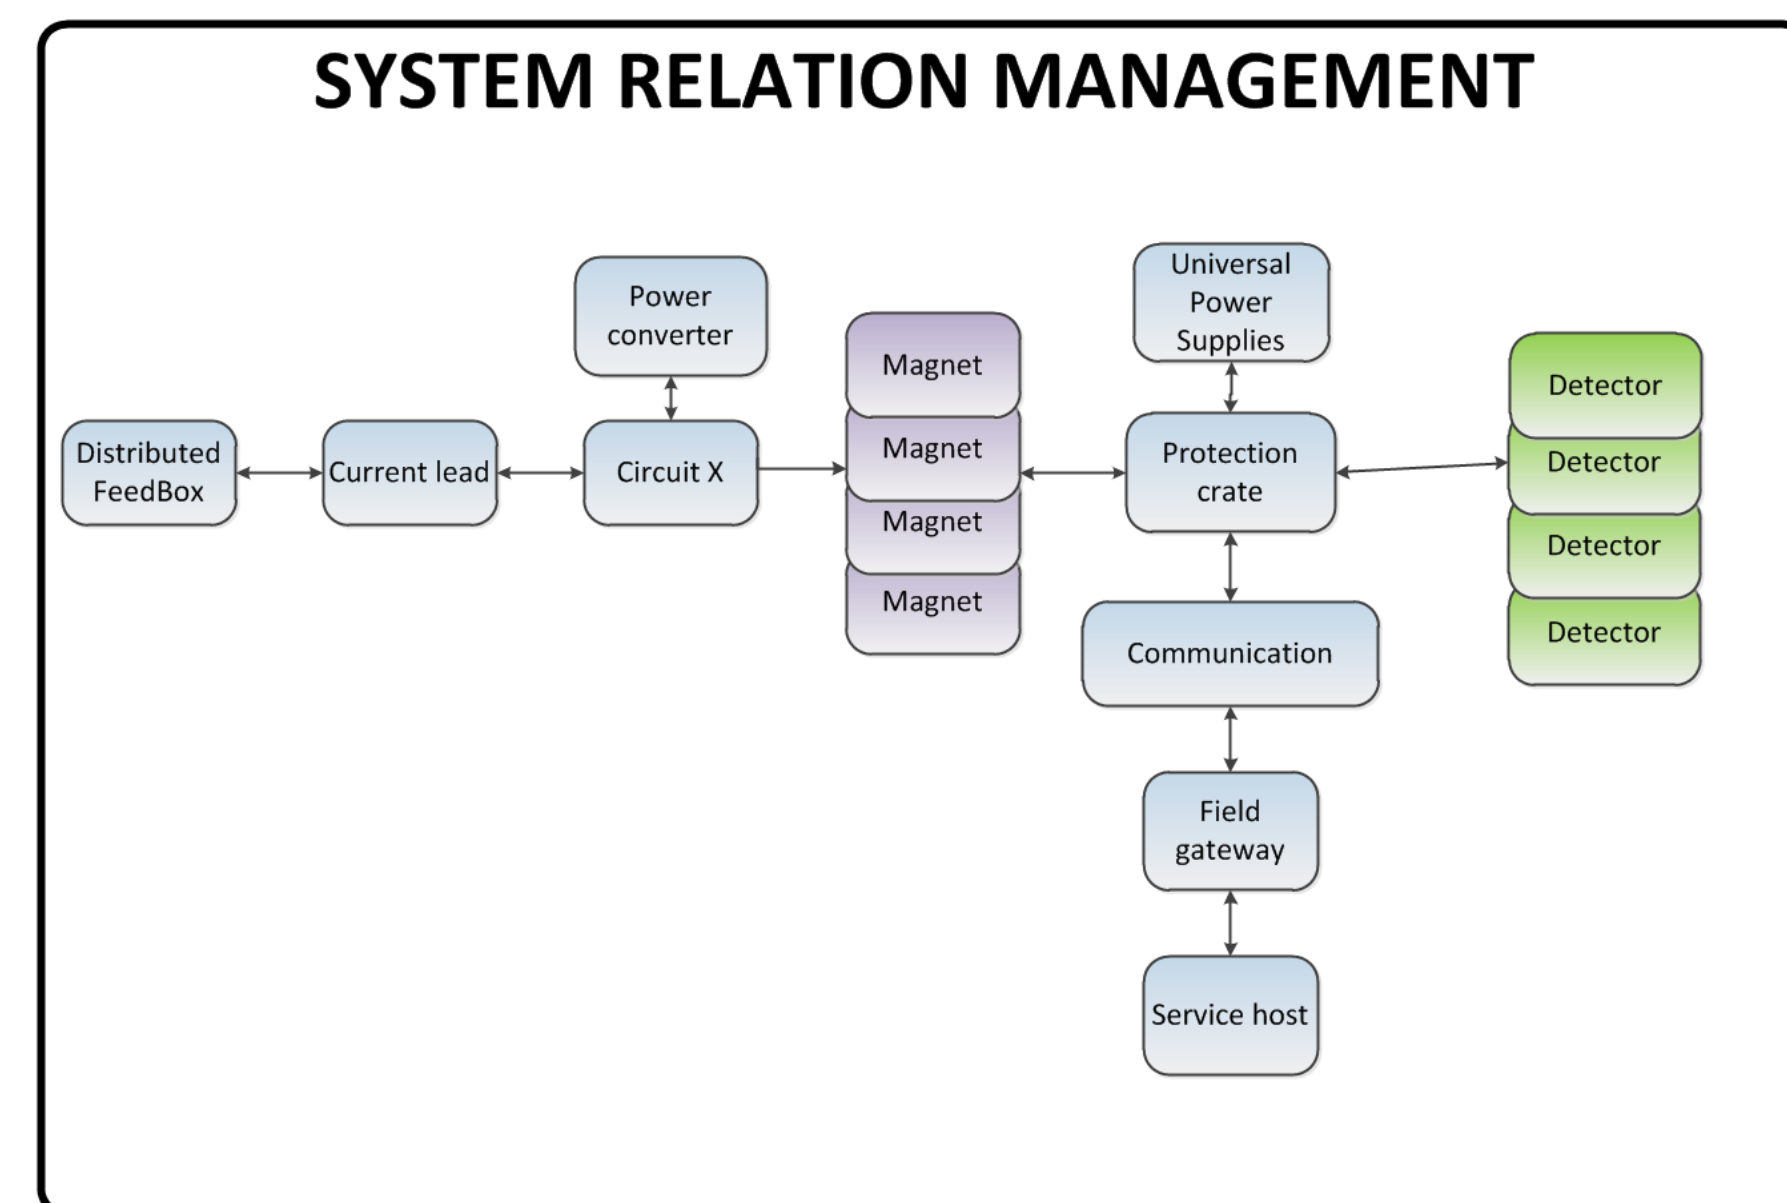 SYSTEM RELATION MANAGEMENT
Distributed
FeedBox
Current lead
Power
converter
Circuit X
Magnet
Magnet
Magnet
Magnet
Universal
Power
Supplies
Protection
crate
Communication
Field
gateway
Service host
Detector
Detector
Detector
Detector